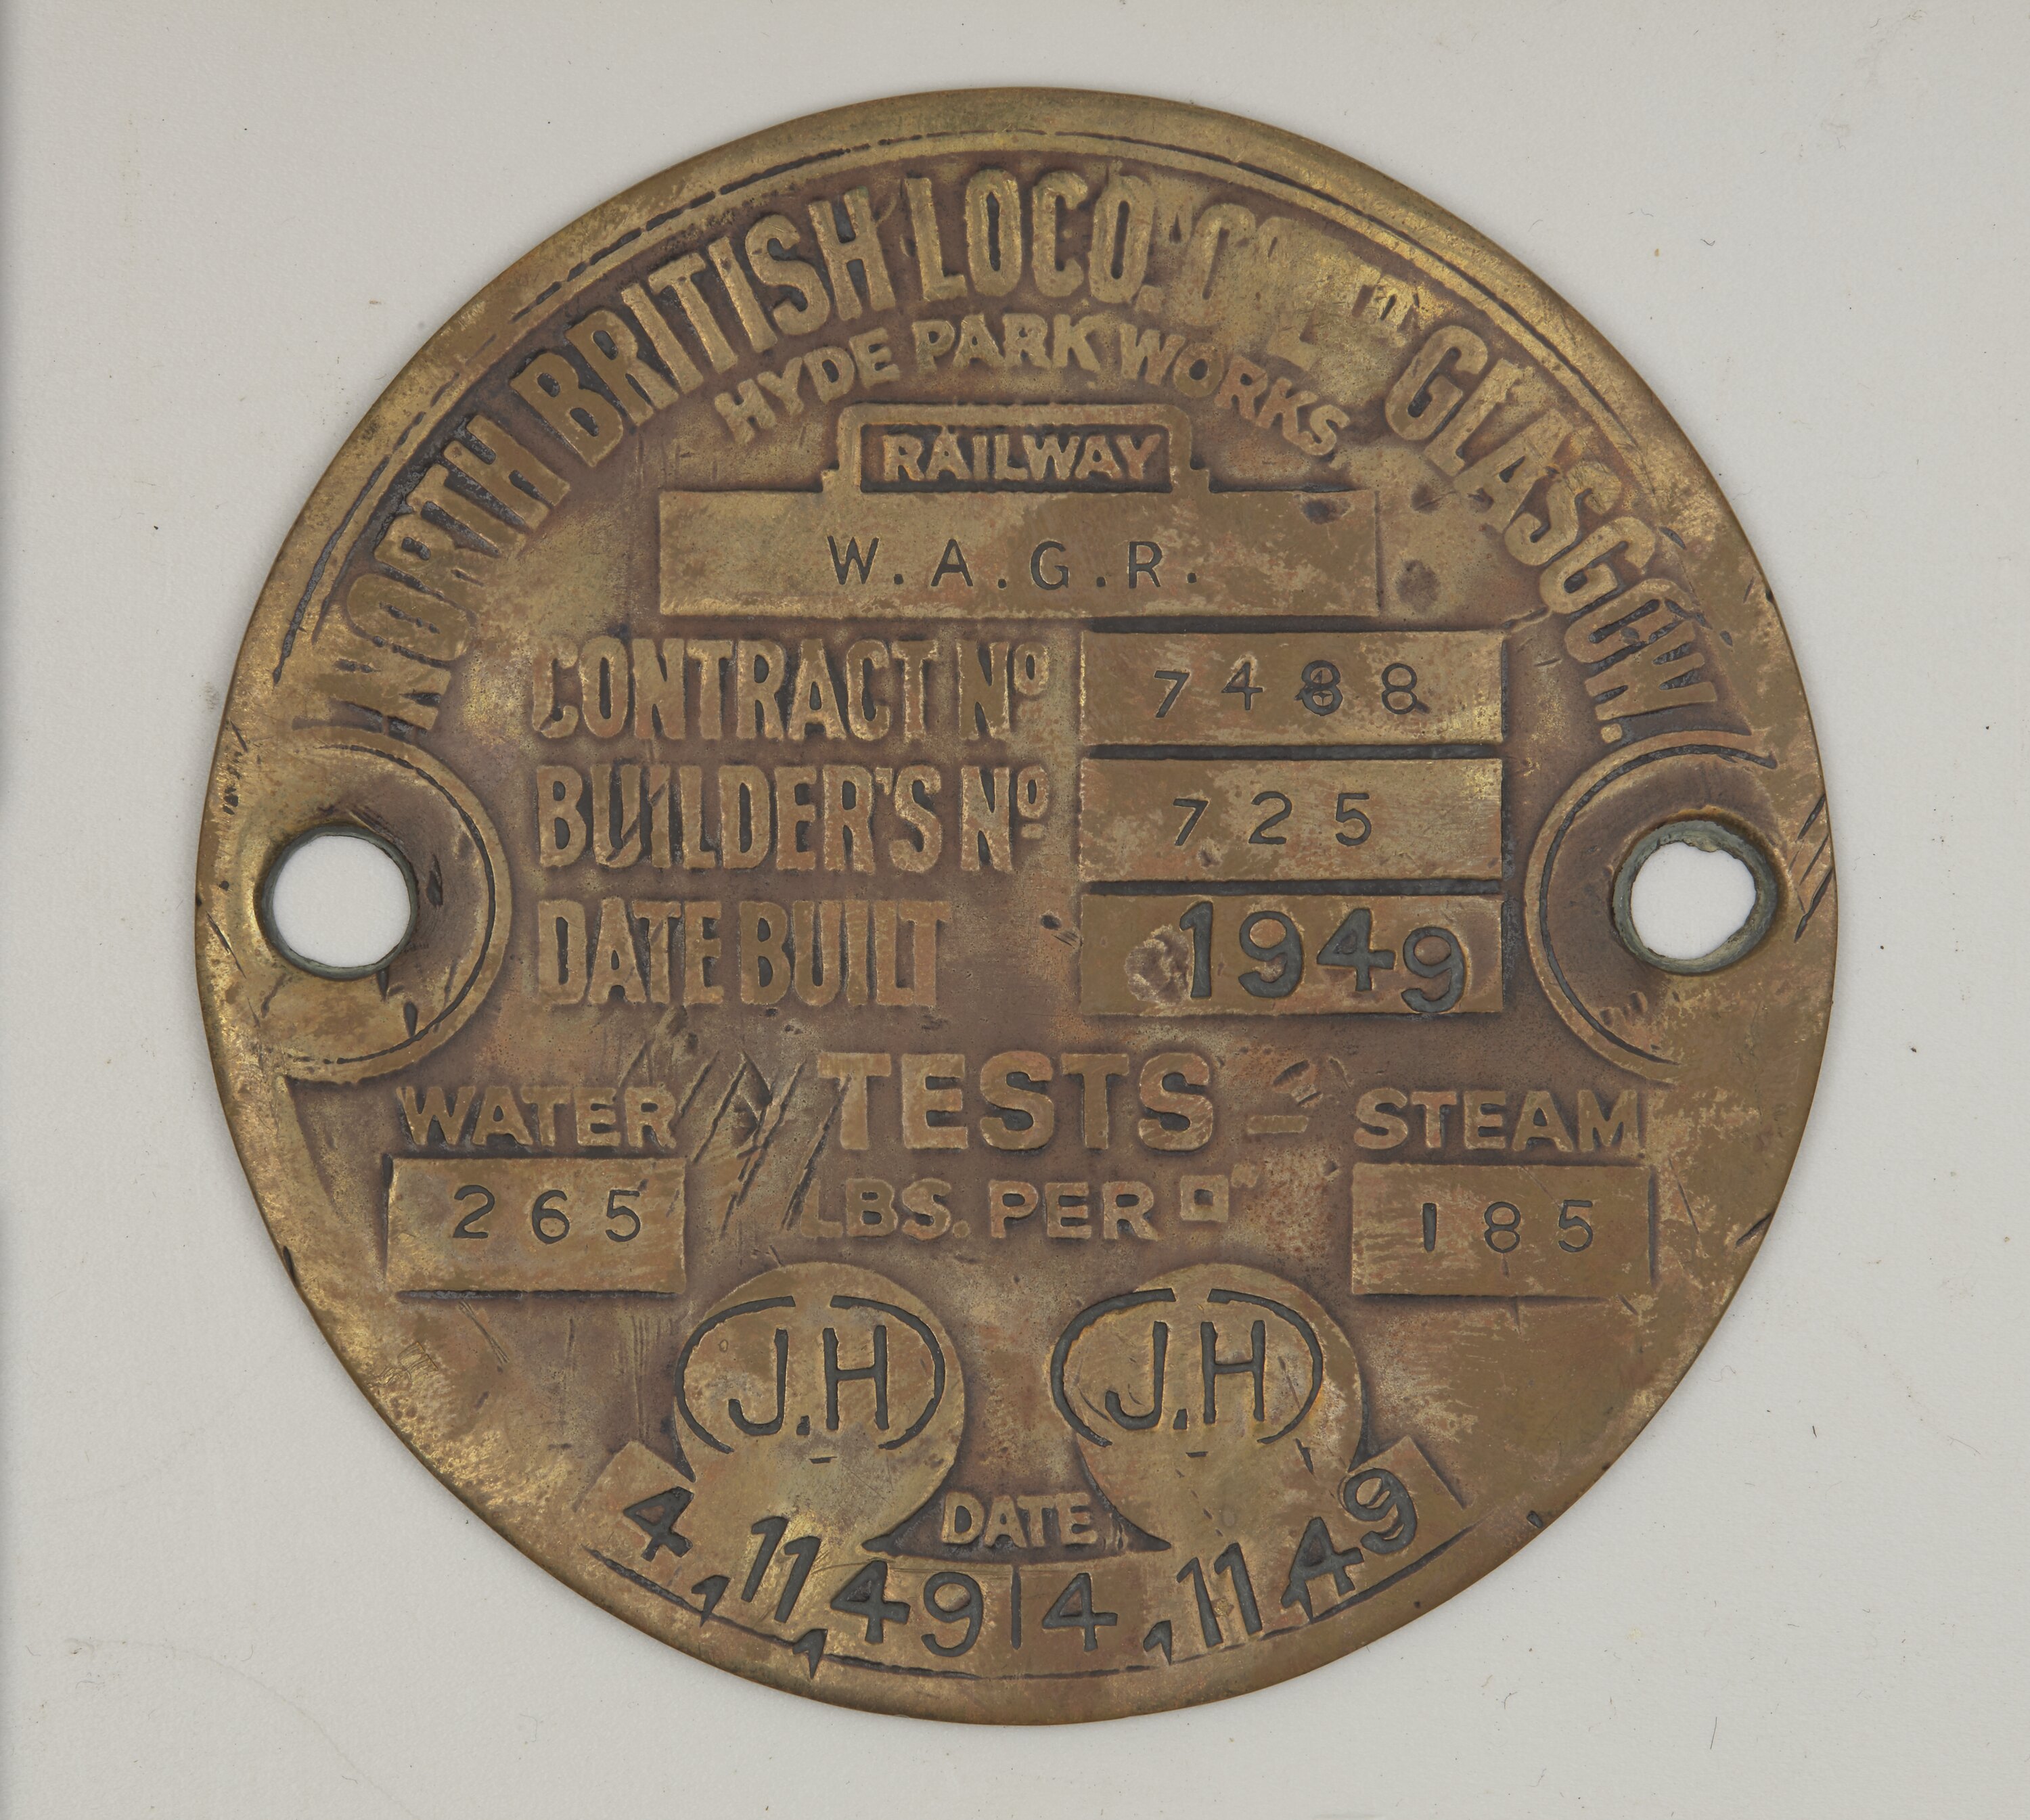 NORTH BRITISH LOCO. Co. LTD. GLASGOW.
HYDE PARK WORKS
RAILWAY
W.A.G.R.
CONTRACT No 7488
BUILDER'S No 725
DATE BUILT 1949
WATER TESTS – STEAM
265 LBS. PER □" 185
J.H J.H
DATE
4,11,49 4,11,49